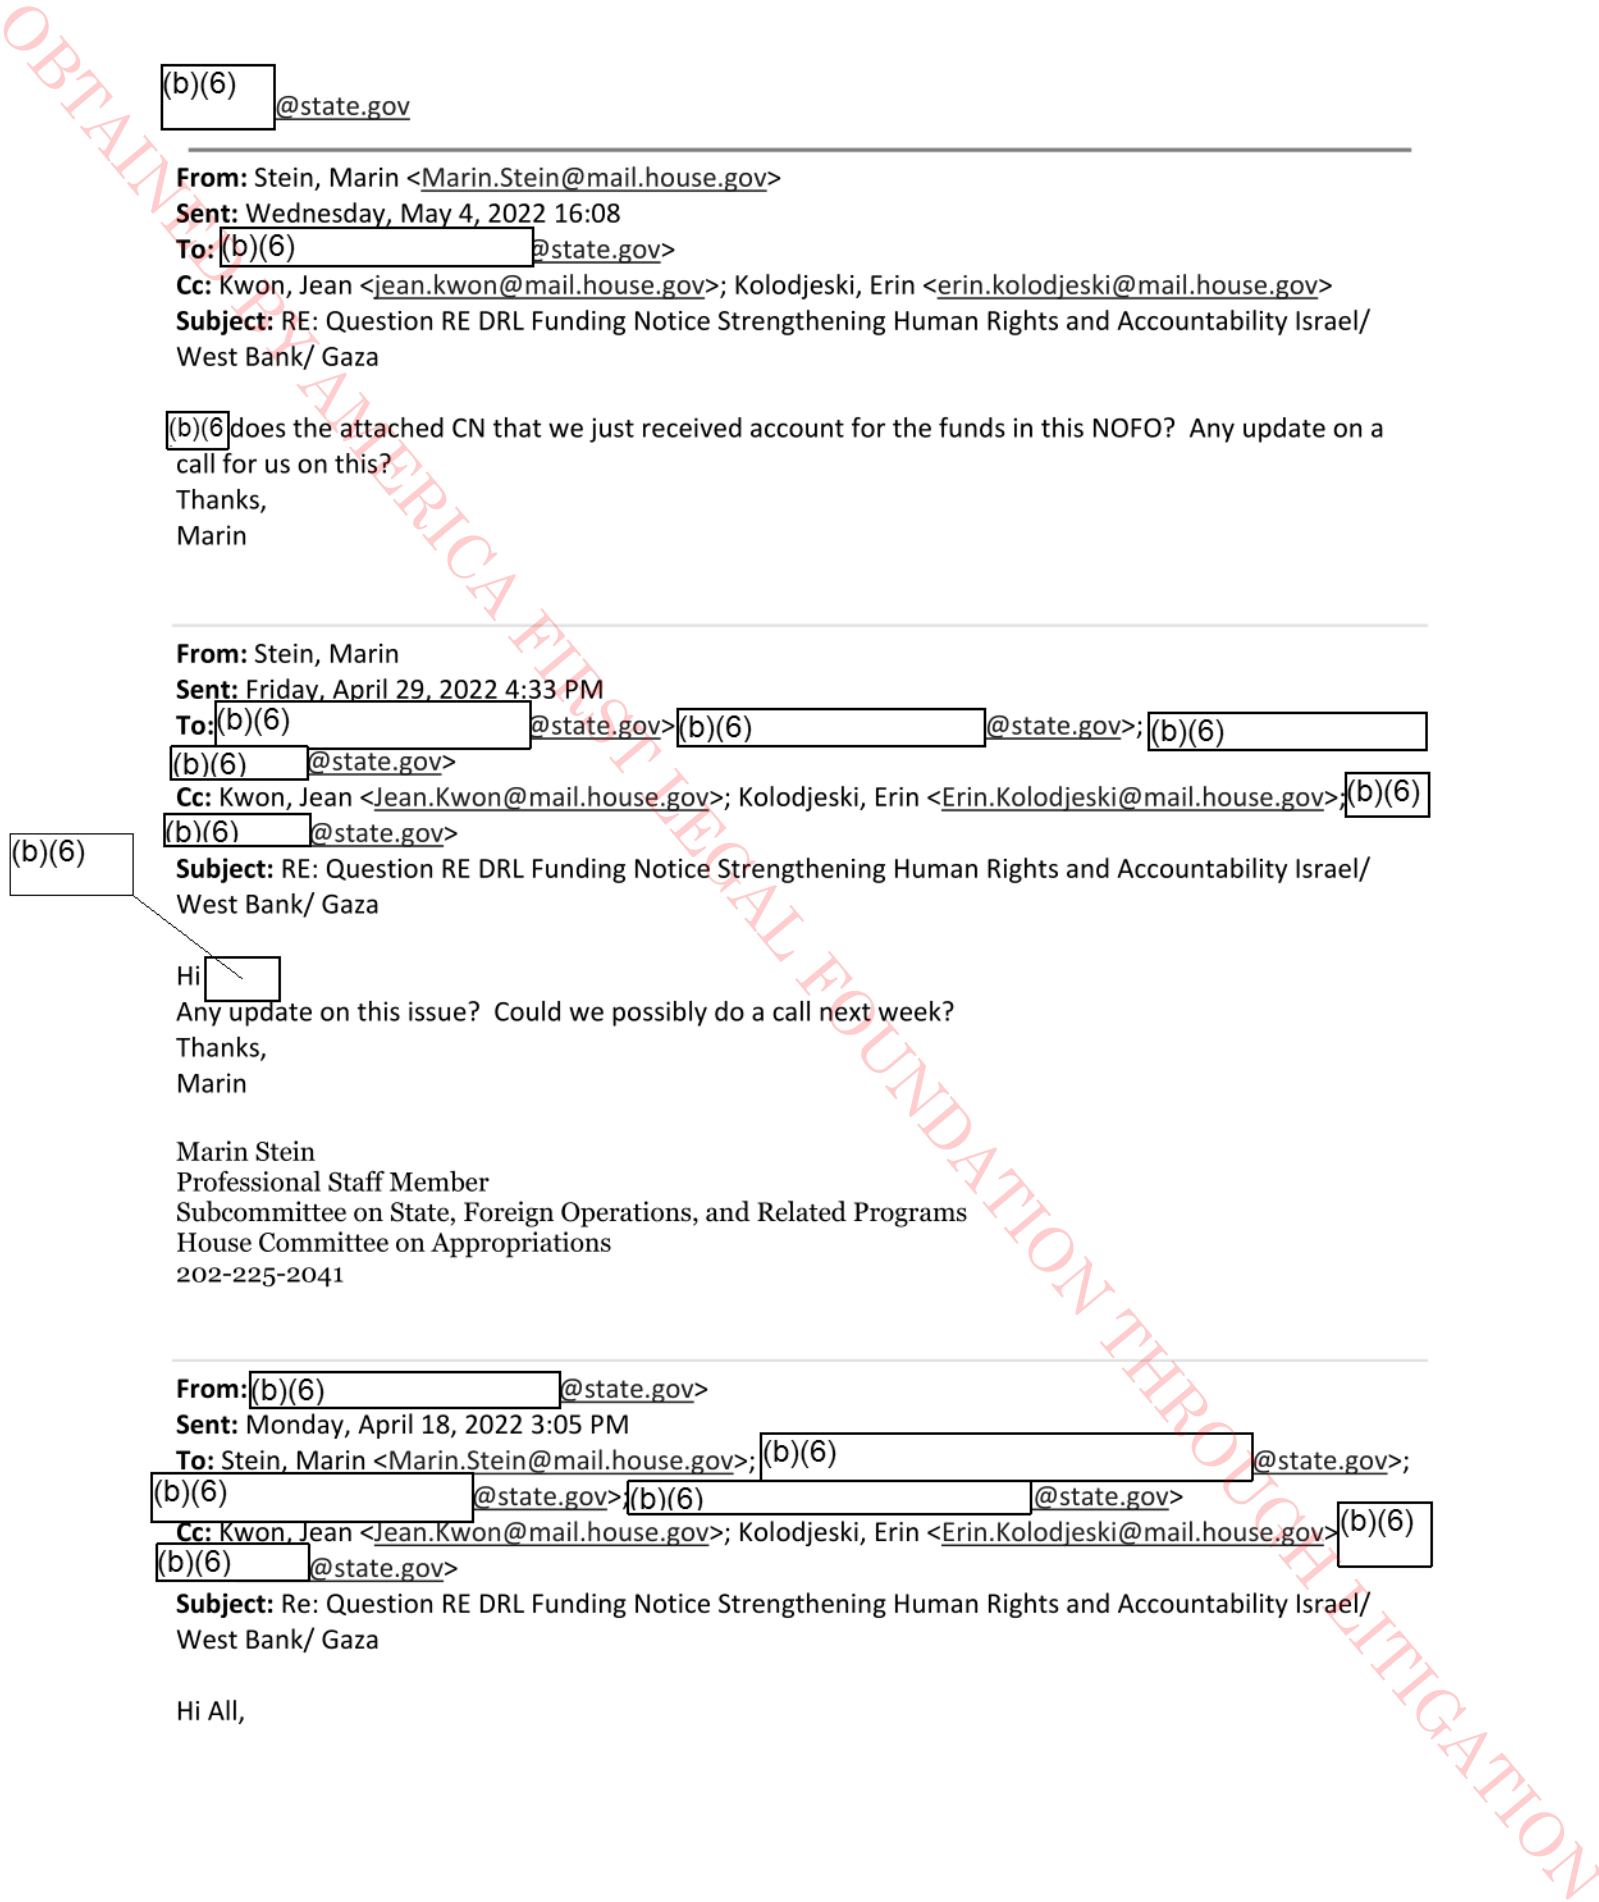 (b)(6)
@state.gov
From: Stein, Marin <Marin.Stein@mail.house.gov>
Sent: Wednesday, May 4, 2022 16:08
To: (b)(6) @state.gov>
Cc: Kwon, Jean <jean.kwon@mail.house.gov>; Kolodjeski, Erin <erin.kolodjeski@mail.house.gov>
Subject: RE: Question RE DRL Funding Notice Strengthening Human Rights and Accountability Israel/
West Bank/ Gaza
(b)(6 does the attached CN that we just received account for the funds in this NOFO?  Any update on a
call for us on this?
Thanks,
Marin
From: Stein, Marin
Sent: Friday, April 29, 2022 4:33 PM
To: (b)(6) @state.gov> (b)(6) @state.gov>; (b)(6)
(b)(6) @state.gov>
Cc: Kwon, Jean <Jean.Kwon@mail.house.gov>; Kolodjeski, Erin <Erin.Kolodjeski@mail.house.gov>; (b)(6)
(b)(6) @state.gov>
(b)(6)
Subject: RE: Question RE DRL Funding Notice Strengthening Human Rights and Accountability Israel/
West Bank/ Gaza
Hi
Any update on this issue?  Could we possibly do a call next week?
Thanks,
Marin
Marin Stein
Professional Staff Member
Subcommittee on State, Foreign Operations, and Related Programs
House Committee on Appropriations
202-225-2041
From: (b)(6) @state.gov>
Sent: Monday, April 18, 2022 3:05 PM
To: Stein, Marin <Marin.Stein@mail.house.gov>; (b)(6) @state.gov>;
(b)(6) @state.gov>; (b)(6) @state.gov>
Cc: Kwon, Jean <Jean.Kwon@mail.house.gov>; Kolodjeski, Erin <Erin.Kolodjeski@mail.house.gov> (b)(6)
(b)(6) @state.gov>
Subject: Re: Question RE DRL Funding Notice Strengthening Human Rights and Accountability Israel/
West Bank/ Gaza
Hi All,
OBTAINED BY AMERICA FIRST LEGAL FOUNDATION THROUGH LITIGATION